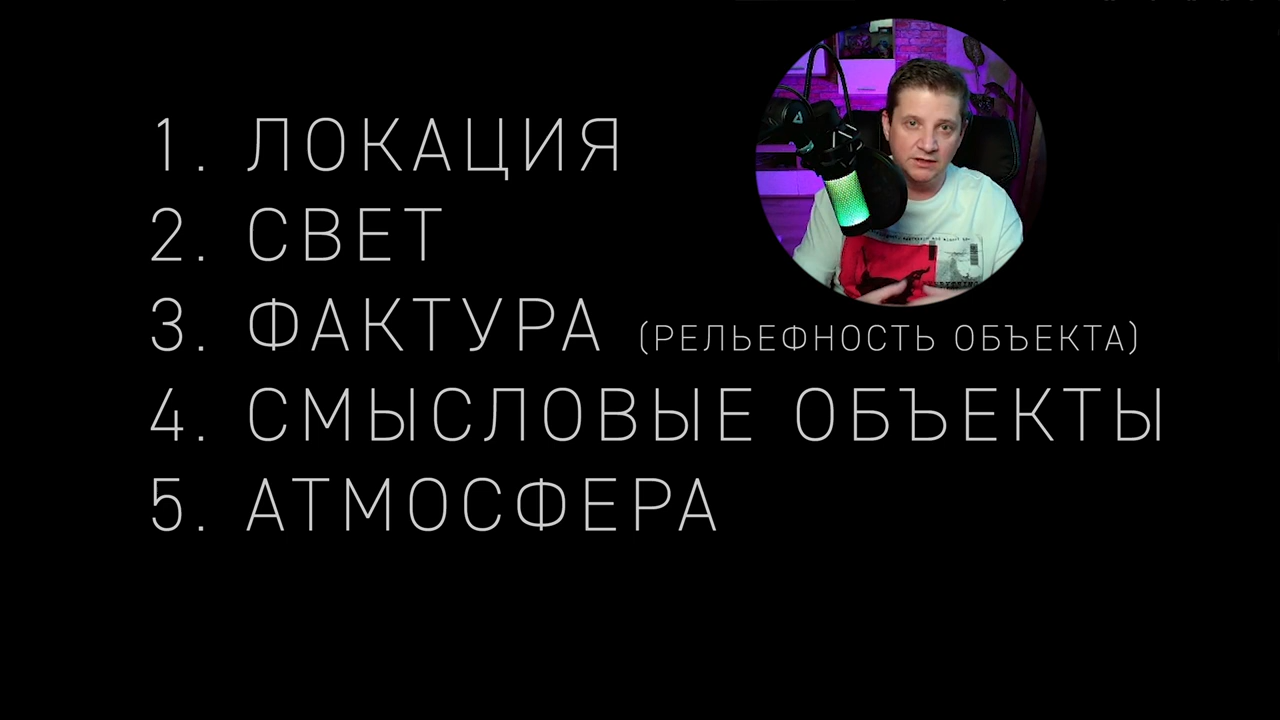 1. ЛОКАЦИЯ
2. СВЕТ
3. ФАКТУРА (РЕЛЬЕФНОСТЬ ОБЪЕКТА)
4. СМЫСЛОВЫЕ ОБЪЕКТЫ
5. АТМОСФЕРА